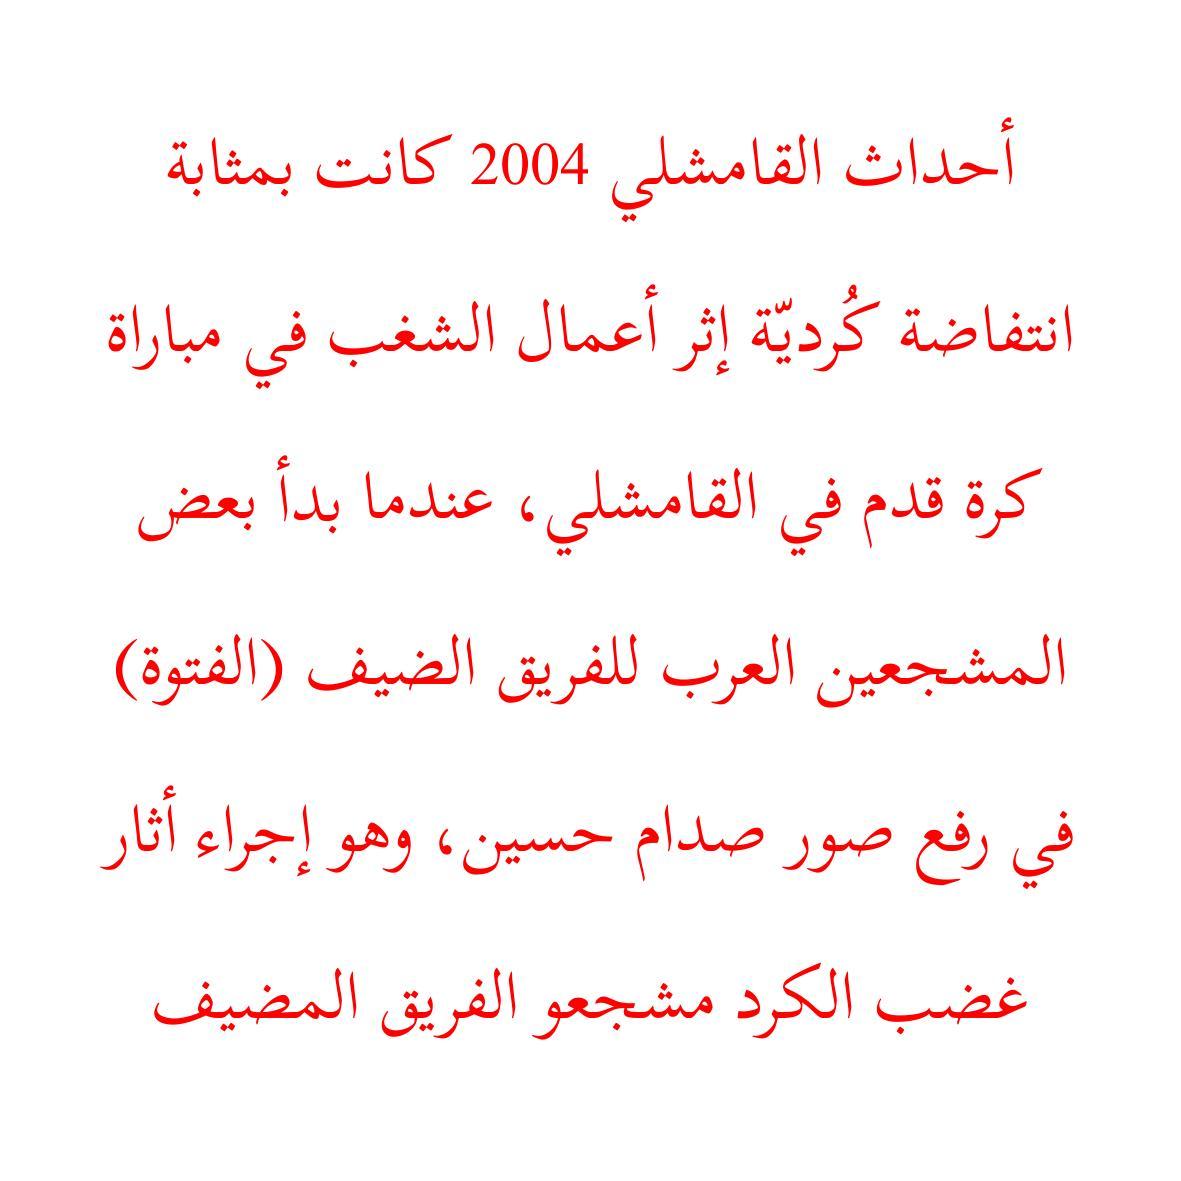 أحداث القامشلي 2004 كانت بمثابة
انتفاضة كُرديّة إثر أعمال الشغب في مباراة
كرة قدم في القامشلي، عندما بدأ بعض
المشجعين العرب للفريق الضيف (الفتوة)
في رفع صور صدام حسين، وهو إجراء أثار
غضب الكرد مشجعو الفريق المضيف